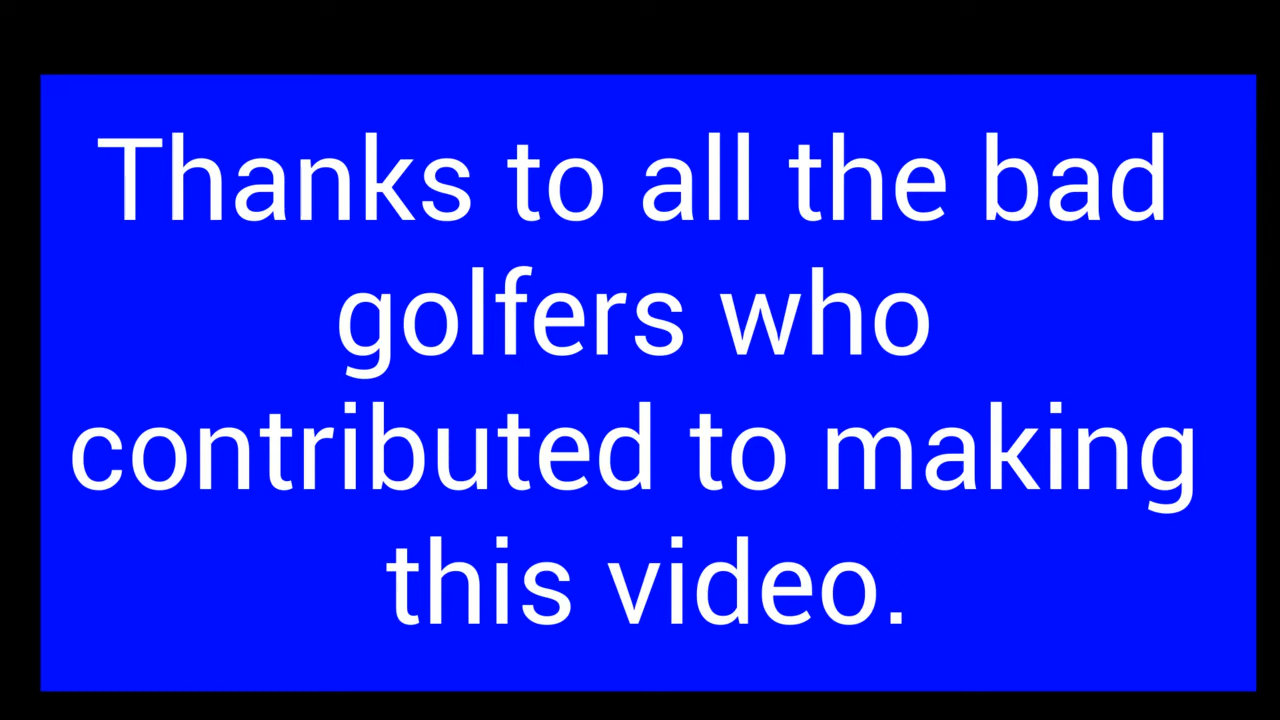 Thanks to all the bad
golfers who
contributed to making
this video.